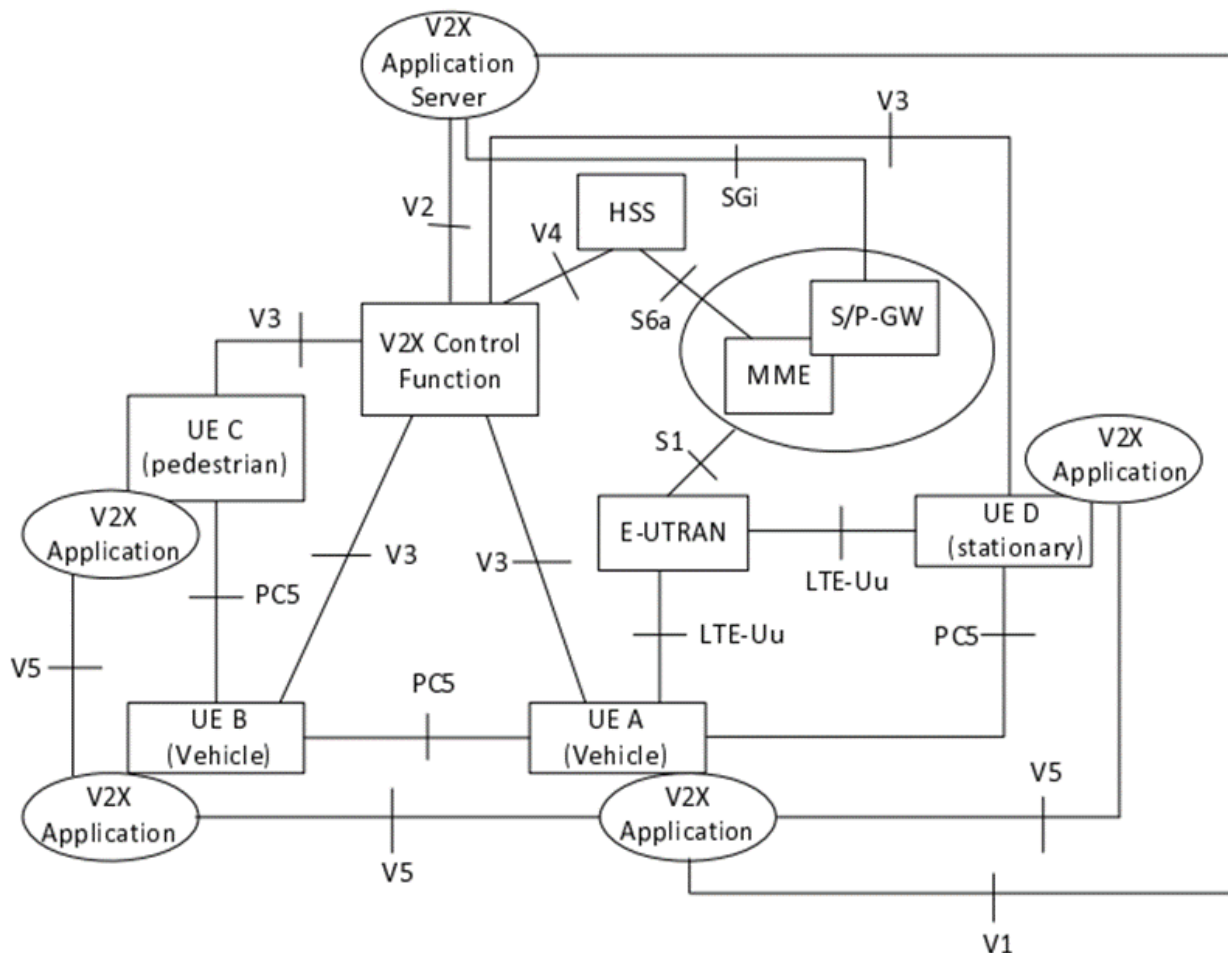 V2X
Application
Server
V3
SGi
HSS
V2
V4
S6a
S/P-GW
V3
V2X Control
Function
MME
UE C
(pedestrian)
S1
V2X
Application
V2X
Application
E-UTRAN
UE D
(stationary)
V3
V3
LTE-Uu
PC5
LTE-Uu
PC5
V5
PC5
UE B
(Vehicle)
UE A
(Vehicle)
V5
V2X
Application
V2X
Application
V5
V1